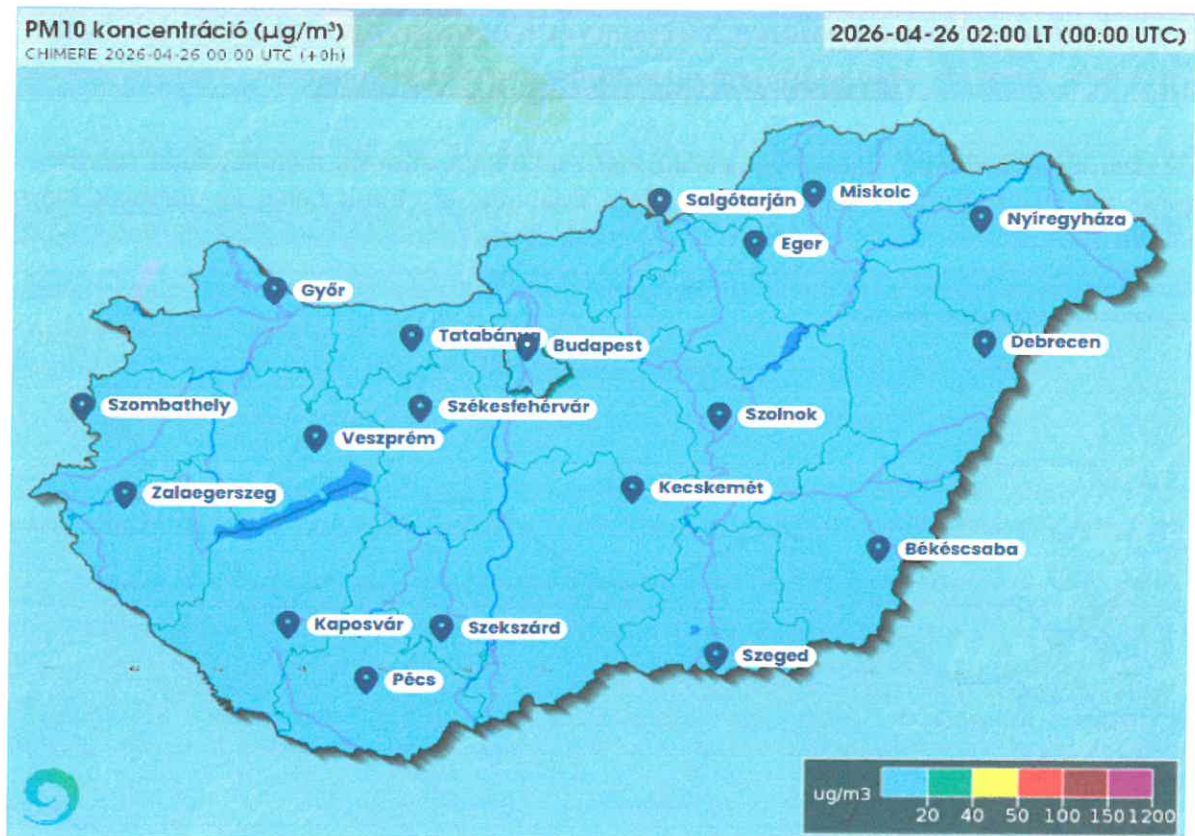 PM10 koncentráció (µg/m³)
CHIMERE 2026-04-26 00:00 UTC (+0h)
2026-04-26 02:00 LT (00:00 UTC)
Salgótarján
Miskolc
Nyíregyháza
Eger
Győr
Tatabánya
Budapest
Debrecen
Szombathely
Székesfehérvár
Szolnok
Veszprém
Zalaegerszeg
Kecskemét
Békéscsaba
Kaposvár
Szekszárd
Szeged
Pécs
ug/m3
20 40 50 100 150 1200